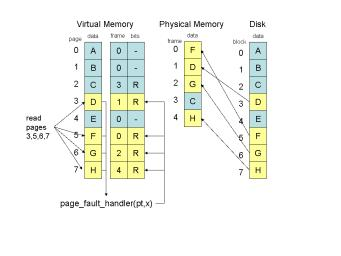 Virtual Memory
Physical Memory
Disk
page data frame bits
0 A 0 -
1 B 0 -
2 C 3 R
3 D 1 R
4 E 0 -
5 F 0 R
6 G 2 R
7 H 4 R
frame data
0 F
1 D
2 G
3 C
4 H
block data
0 A
1 B
2 C
3 D
4 E
5 F
6 G
7 H
read
pages
3,5,6,7
page_fault_handler(pt,x)